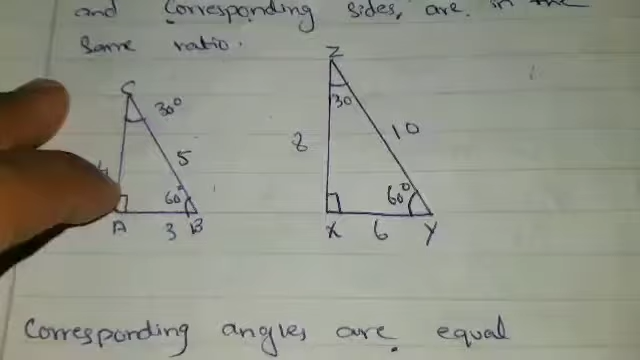 and Corresponding sides, are in the
Same ratio.
C
30°
5
4
60°
A 3 B
Z
30
8
10
60°
X 6 Y
Corresponding angles are equal